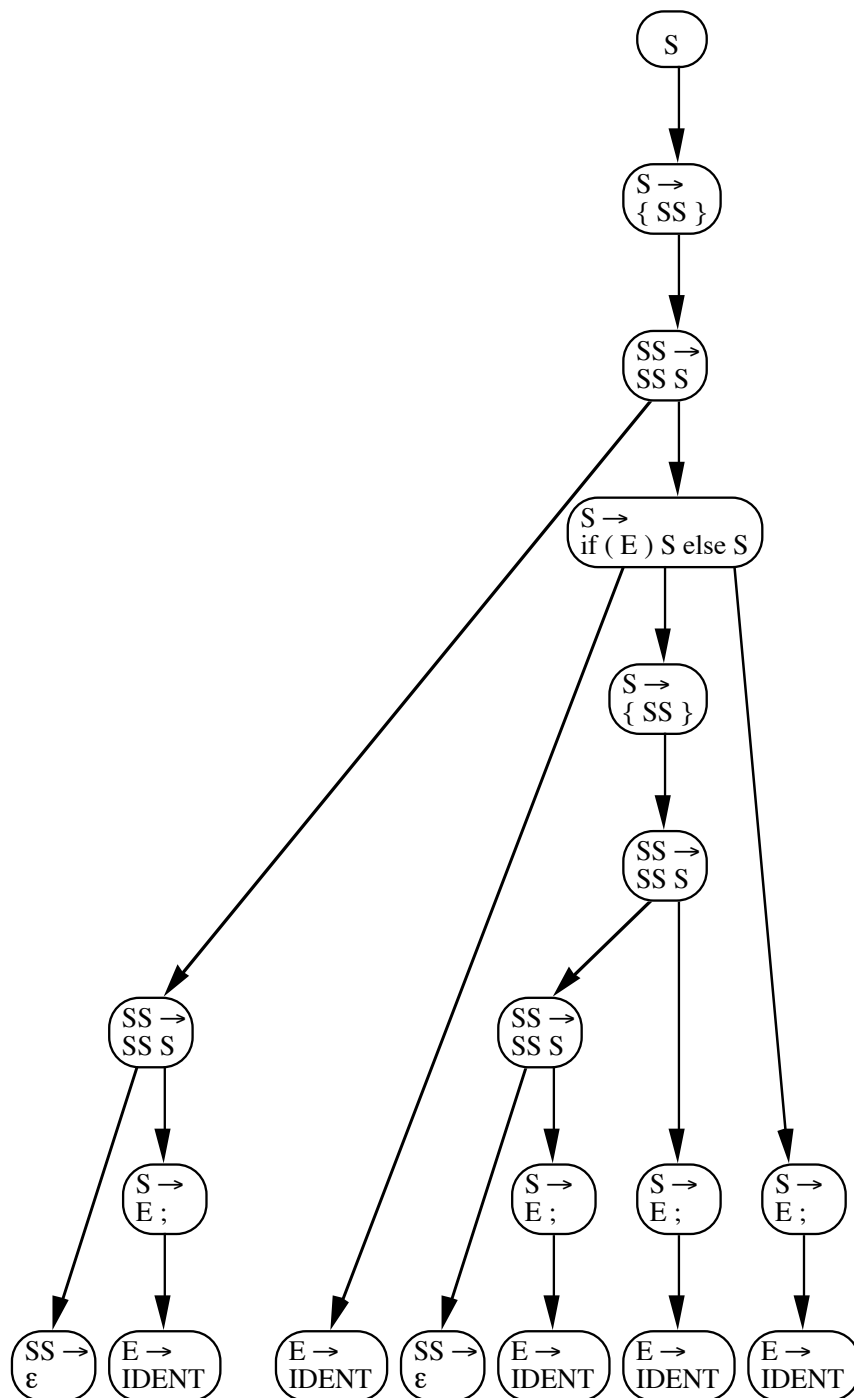 S
S →
{ SS }
SS →
SS S
S →
if ( E ) S else S
S →
{ SS }
SS →
SS S
SS →
SS S
SS →
SS S
S →
E ;
S →
E ;
S →
E ;
S →
E ;
SS →
ε
E →
IDENT
E →
IDENT
SS →
ε
E →
IDENT
E →
IDENT
E →
IDENT